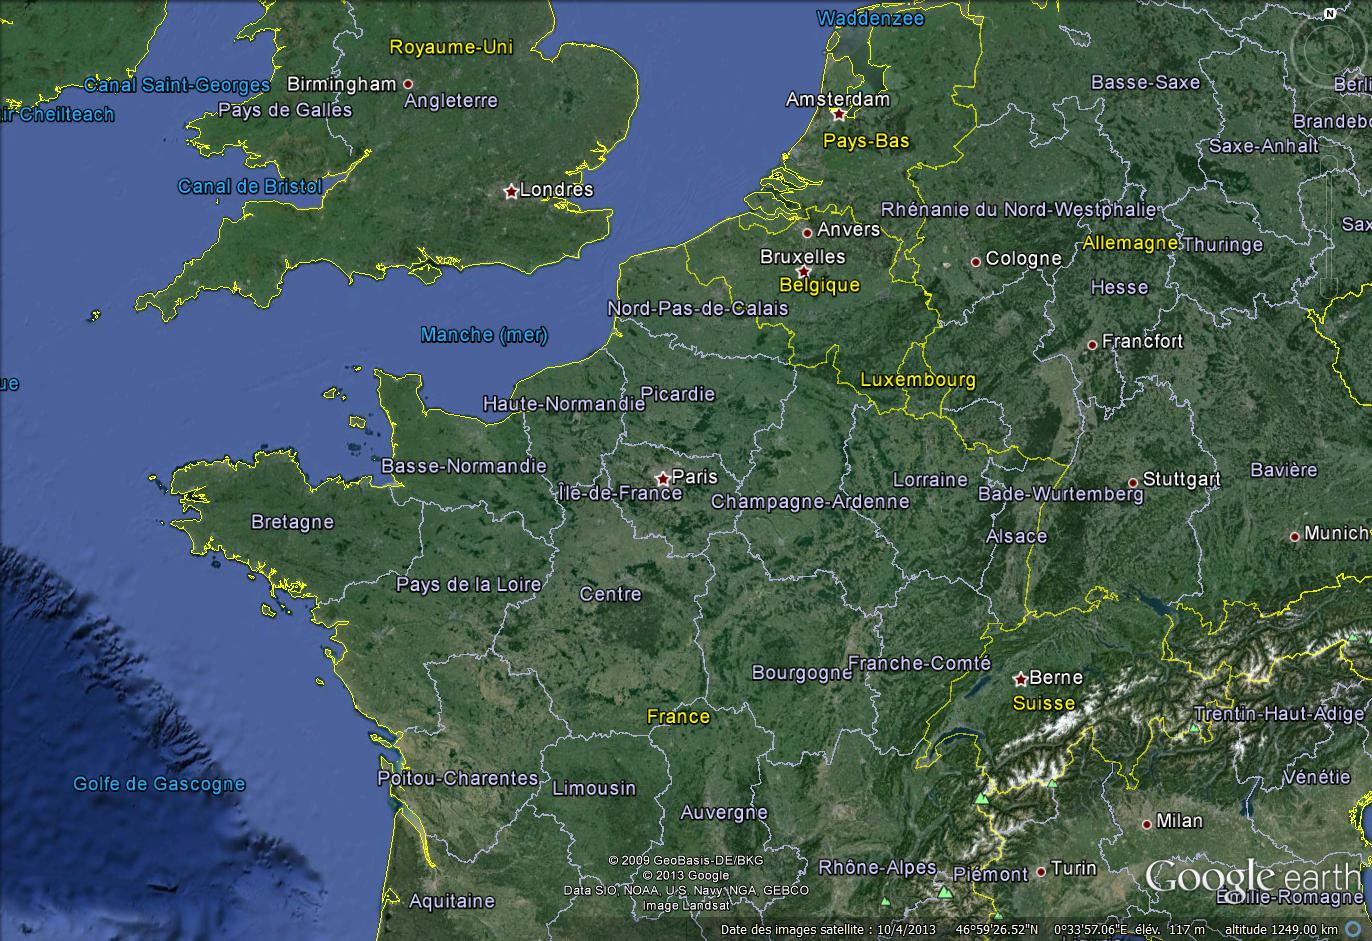 Waddenzee
N
Royaume-Uni
Canal Saint-Georges
Birmingham
Angleterre
Basse-Saxe
Berli
Amsterdam
Pays de Galles
ir Cheilteach
Brandebo
Pays-Bas
Saxe-Anhalt
Canal de Bristol
Londres
Rhénanie du Nord-Westphalie
Sax
Anvers
Allemagne
Thuringe
Bruxelles
Cologne
Belgique
Hesse
Nord-Pas-de-Calais
Manche (mer)
Francfort
ue
Luxembourg
Picardie
Haute-Normandie
Basse-Normandie
Paris
Lorraine
Stuttgart
Bavière
Île-de-France
Champagne-Ardenne
Bade-Wurtemberg
Bretagne
Alsace
Munich
Pays de la Loire
Centre
Bourgogne
Franche-Comté
Berne
Suisse
France
Trentin-Haut-Adige
Golfe de Gascogne
Poitou-Charentes
Limousin
Vénétie
Auvergne
Milan
© 2009 GeoBasis-DE/BKG
© 2013 Google
Data SIO, NOAA, U.S. Navy, NGA, GEBCO
Image Landsat
Rhône-Alpes
Piémont
Turin
Google earth
Émilie-Romagne
Aquitaine
Date des images satellite : 10/4/2013 46°59'26.52"N 0°33'57.06"E élév. 117 m altitude 1249.00 km